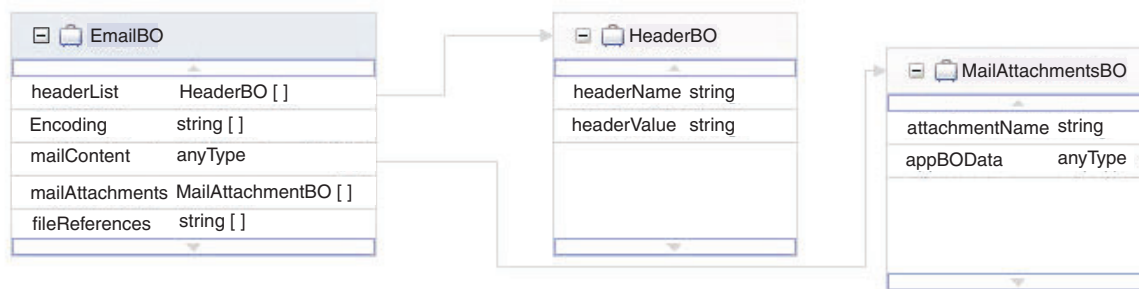 EmailBO
headerList HeaderBO [ ]
Encoding string [ ]
mailContent anyType
mailAttachments MailAttachmentBO [ ]
fileReferences string [ ]
HeaderBO
headerName string
headerValue string
MailAttachmentsBO
attachmentName string
appBOData anyType